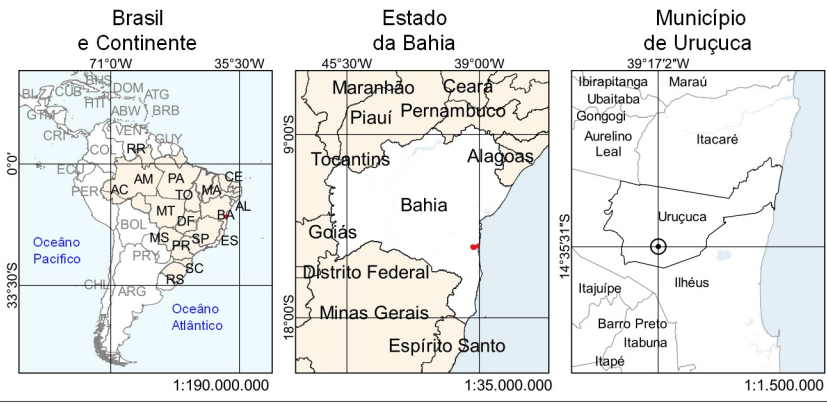 Brasil
e Continente
71°0'W
35°30'W
BHS
DOM
BLZ
CUB
HTI
ATG
GTM
ABW
BRB
CRI
VEN
GUY
COL
RR
0°0'
ECU
AM
PA
CE
PER
AC
TO
MA
MT
AL
BA
DF
BOL
MS
SP
ES
PR
PRY
SC
RS
Oceâno
Pacífico
33°30'S
CHL
ARG
Oceâno
Atlântico
1:190.000.000
Estado
da Bahia
45°30'W
39°00'W
Maranhão
Ceará
Piauí
Pernambuco
9°00'S
Tocantins
Alagoas
Bahia
Goiás
Distrito Federal
18°00'S
Minas Gerais
Espírito Santo
1:35.000.000
Município
de Uruçuca
39°17'72"W
Ibirapitanga
Maraú
Ubaitaba
Gongogi
Aurelino
Leal
Itacaré
Uruçuca
14°35'31"S
Itajuípe
Ilhéus
Barro Preto
Itabuna
Itapé
1:1.500.000